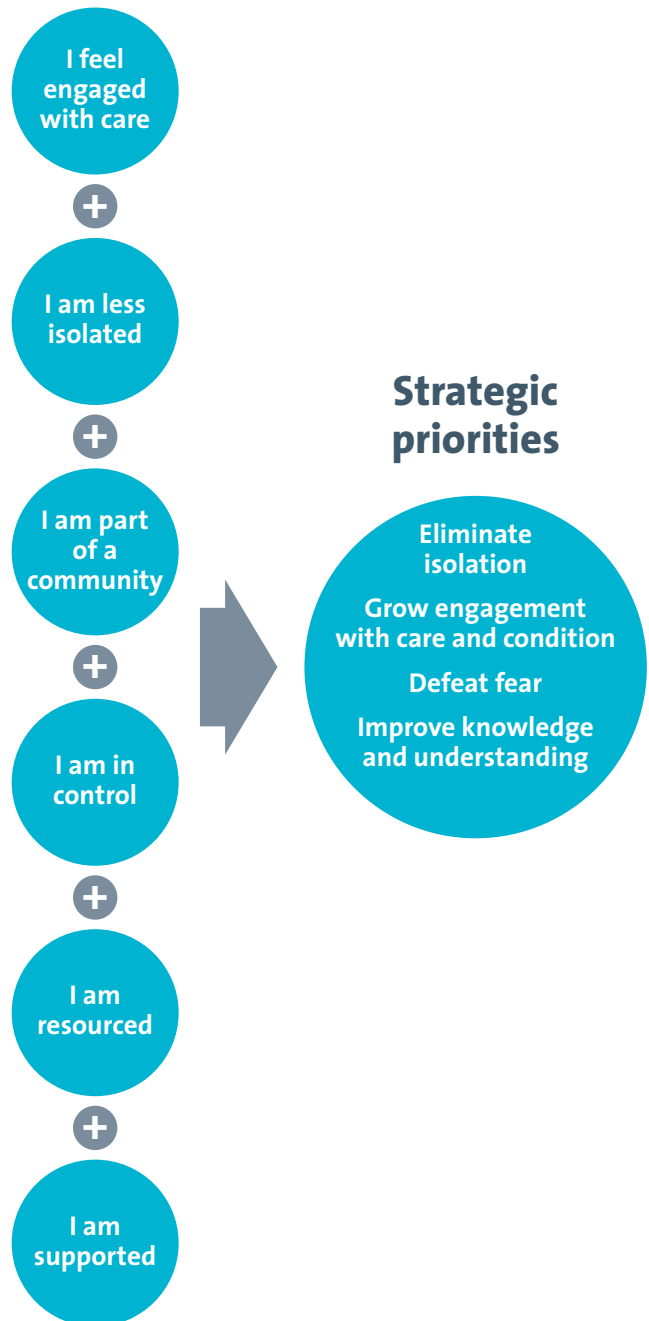 I feel
engaged
with care
+
I am less
isolated
+
I am part
of a
community
+
I am in
control
+
I am
resourced
+
I am
supported
Strategic
priorities
Eliminate
isolation
Grow engagement
with care and condition
Defeat fear
Improve knowledge
and understanding